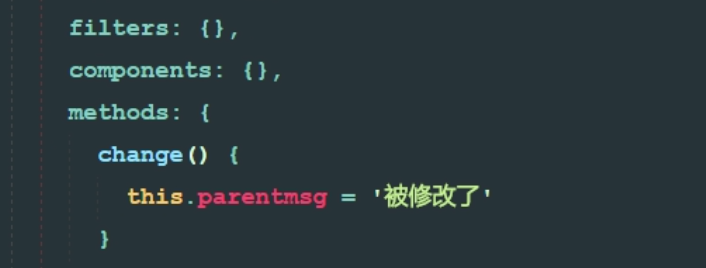 filters: {},
components: {},
methods: {
change() {
this.parentmsg = '被修改了'
}